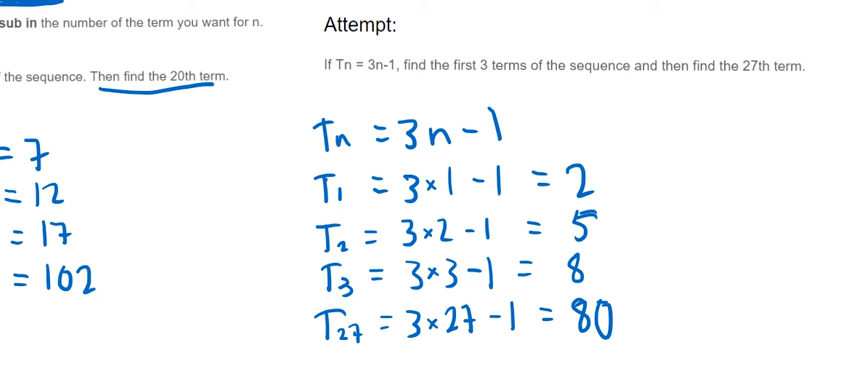 sub in the number of the term you want for n.
the sequence. Then find the 20th term.
= 7
= 12
= 17
= 102
Attempt:
If Tn = 3n-1, find the first 3 terms of the sequence and then find the 27th term.
Tn = 3n - 1
T1 = 3×1 - 1 = 2
T2 = 3×2 - 1 = 5
T3 = 3×3 - 1 = 8
T27 = 3×27 - 1 = 80